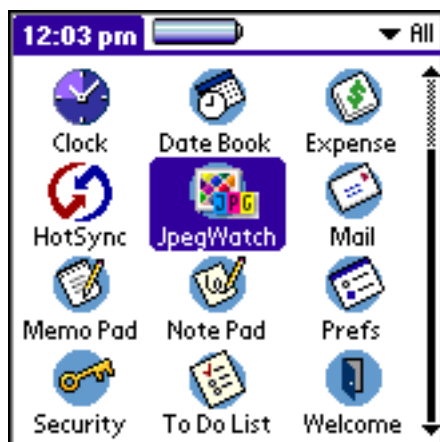 12:03 pm All
Clock Date Book Expense
JPG
HotSync JpegWatch Mail
Memo Pad Note Pad Prefs
Security To Do List Welcome